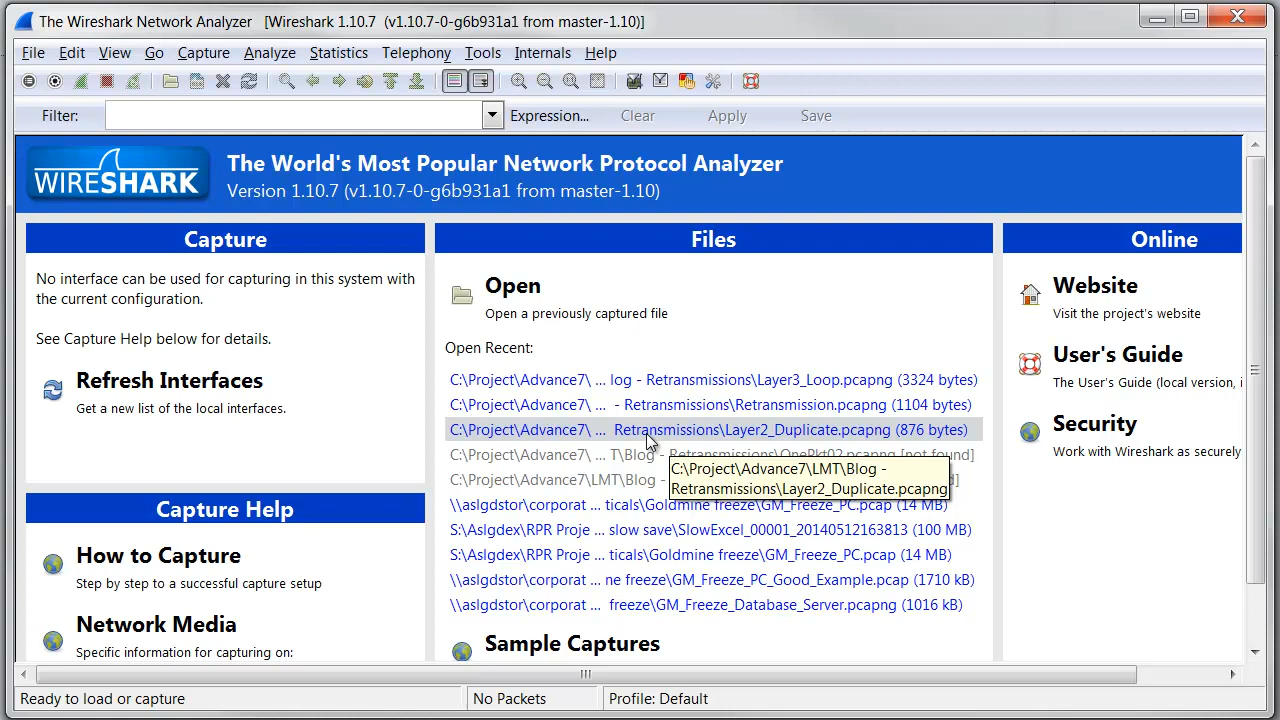 The Wireshark Network Analyzer [Wireshark 1.10.7 (v1.10.7-0-g6b931a1 from master-1.10)]
File Edit View Go Capture Analyze Statistics Telephony Tools Internals Help
Filter: Expression... Clear Apply Save
WIRESHARK
The World's Most Popular Network Protocol Analyzer
Version 1.10.7 (v1.10.7-0-g6b931a1 from master-1.10)
Capture
No interface can be used for capturing in this system with
the current configuration.
See Capture Help below for details.
Refresh Interfaces
Get a new list of the local interfaces.
Capture Help
How to Capture
Step by step to a successful capture setup
Network Media
Specific information for capturing on:
Files
Open
Open a previously captured file
Open Recent:
C:\Project\Advance7\ ... log - Retransmissions\Layer3_Loop.pcapng (3324 bytes)
C:\Project\Advance7\ ... - Retransmissions\Retransmission.pcapng (1104 bytes)
C:\Project\Advance7\ ... Retransmissions\Layer2_Duplicate.pcapng (876 bytes)
C:\Project\Advance7\ ... T\Blog - Retransmissions\OnePkt02.pcapng [not found]
C:\Project\Advance7\LMT\Blog -
C:\Project\Advance7\LMT\Blog -
Retransmissions\Layer2_Duplicate.pcapng
\\aslgdstor\corporat ... ticals\Goldmine freeze\GM_Freeze_PC.pcap (14 MB)
S:\Aslgdex\RPR Proje ... slow save\SlowExcel_00001_20140512163813 (100 MB)
S:\Aslgdex\RPR Proje ... ticals\Goldmine freeze\GM_Freeze_PC.pcap (14 MB)
\\aslgdstor\corporat ... ne freeze\GM_Freeze_PC_Good_Example.pcap (1710 kB)
\\aslgdstor\corporat ... freeze\GM_Freeze_Database_Server.pcapng (1016 kB)
Sample Captures
Online
Website
Visit the project's website
User's Guide
The User's Guide (local version, i
Security
Work with Wireshark as securely
Ready to load or capture No Packets Profile: Default